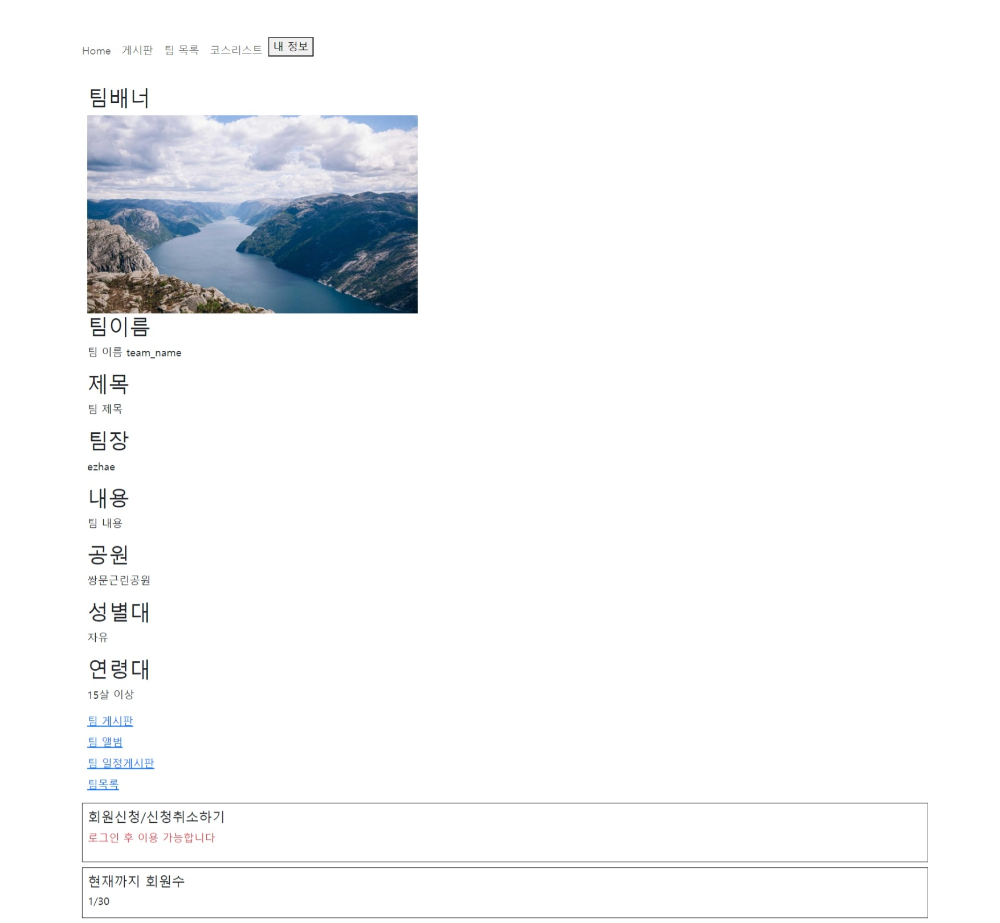 Home 게시판 팀 목록 코스리스트 내 정보
팀배너
팀이름
팀 이름 team_name
제목
팀 제목
팀장
ezhae
내용
팀 내용
공원
쌍문근린공원
성별대
자유
연령대
15살 이상
팀 게시판
팀 앨범
팀 일정게시판
팀목록
회원신청/신청취소하기
로그인 후 이용 가능합니다
현재까지 회원수
1/30